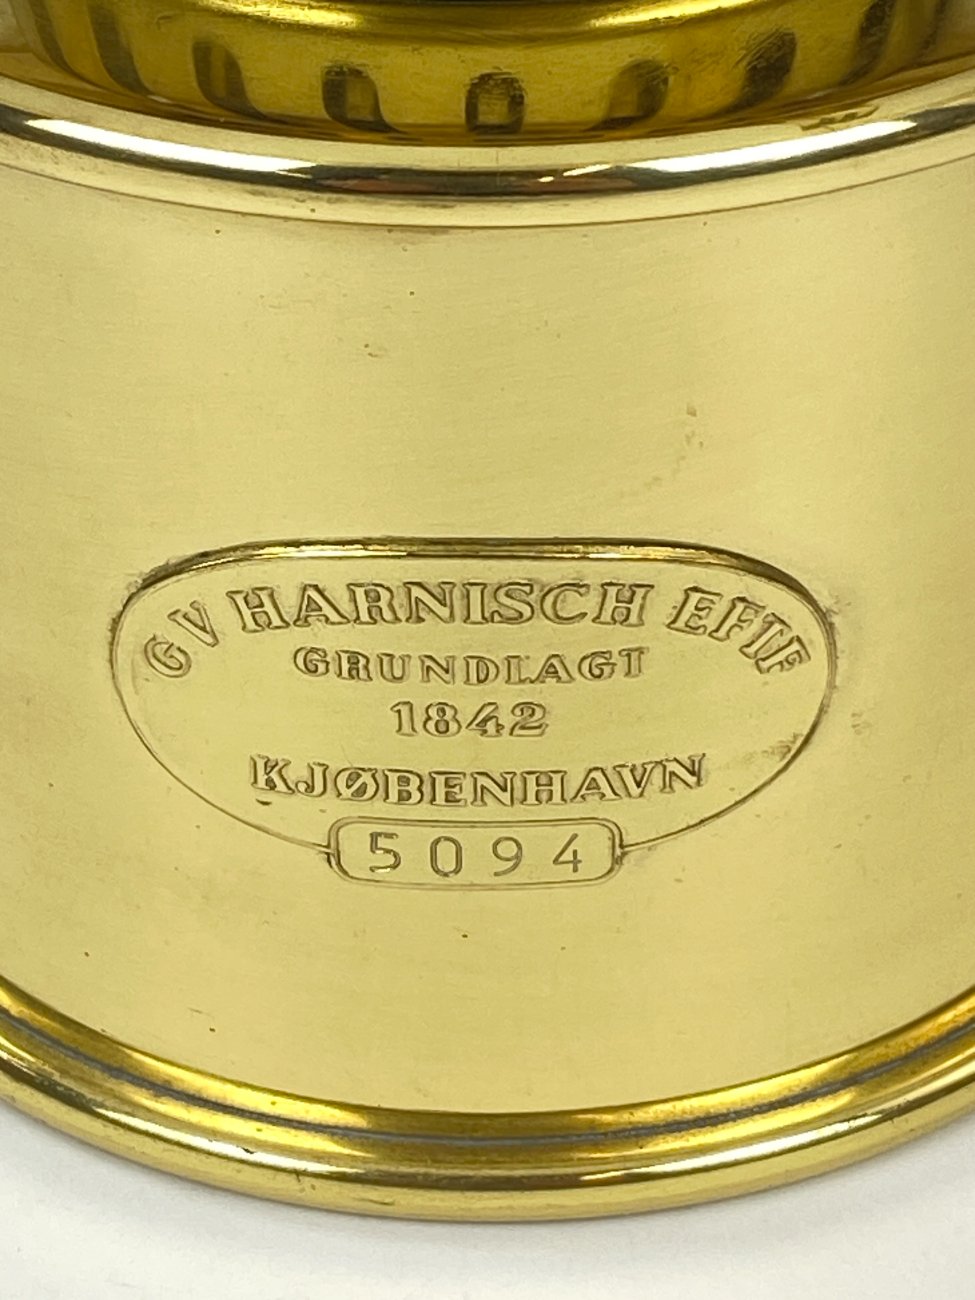 GV HARNISCH EFTF
GRUNDLAGT
1842
KJØBENHAVN
5094